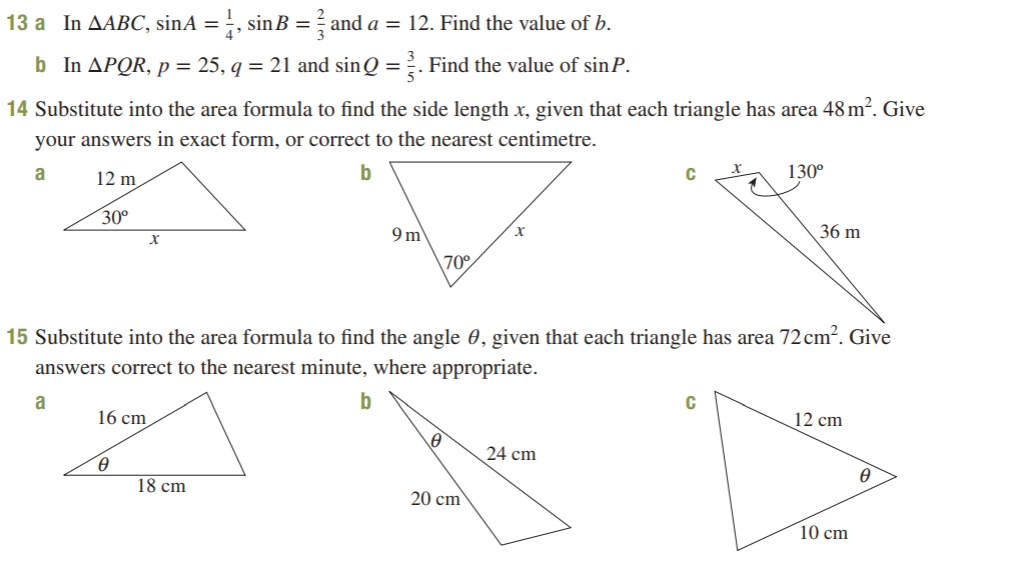 13 a In ΔABC, sin A = 1/4, sin B = 2/3 and a = 12. Find the value of b.
b In ΔPQR, p = 25, q = 21 and sin Q = 3/5. Find the value of sin P.
14 Substitute into the area formula to find the side length x, given that each triangle has area 48 m². Give
your answers in exact form, or correct to the nearest centimetre.
a
12 m
30º
x
b
9 m
70º
x
c
x
130º
36 m
15 Substitute into the area formula to find the angle θ, given that each triangle has area 72 cm². Give
answers correct to the nearest minute, where appropriate.
a
16 cm
θ
18 cm
b
θ
24 cm
20 cm
c
12 cm
θ
10 cm